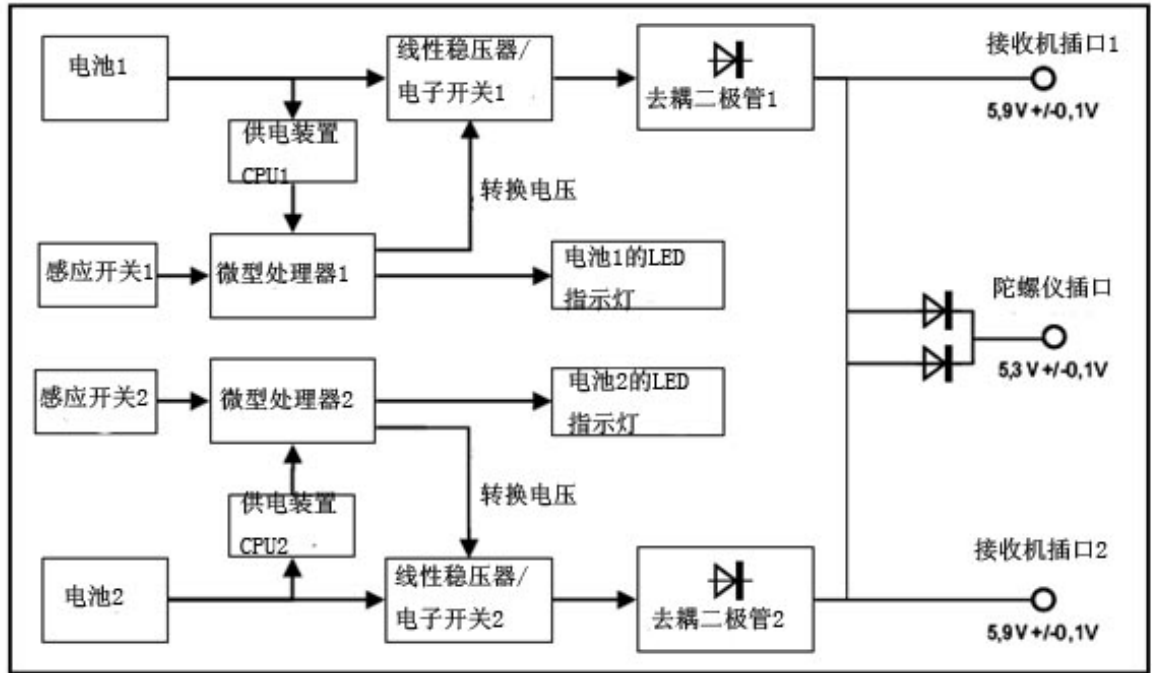 电池1
线性稳压器/
电子开关1
去耦二极管1
接收机插口1
5,9V +/-0,1V
供电装置
CPU1
转换电压
感应开关1
微型处理器1
电池1的LED
指示灯
陀螺仪插口
5,3V +/-0,1V
感应开关2
微型处理器2
电池2的LED
指示灯
供电装置
CPU2
转换电压
电池2
线性稳压器/
电子开关2
去耦二极管2
接收机插口2
5,9V +/-0,1V